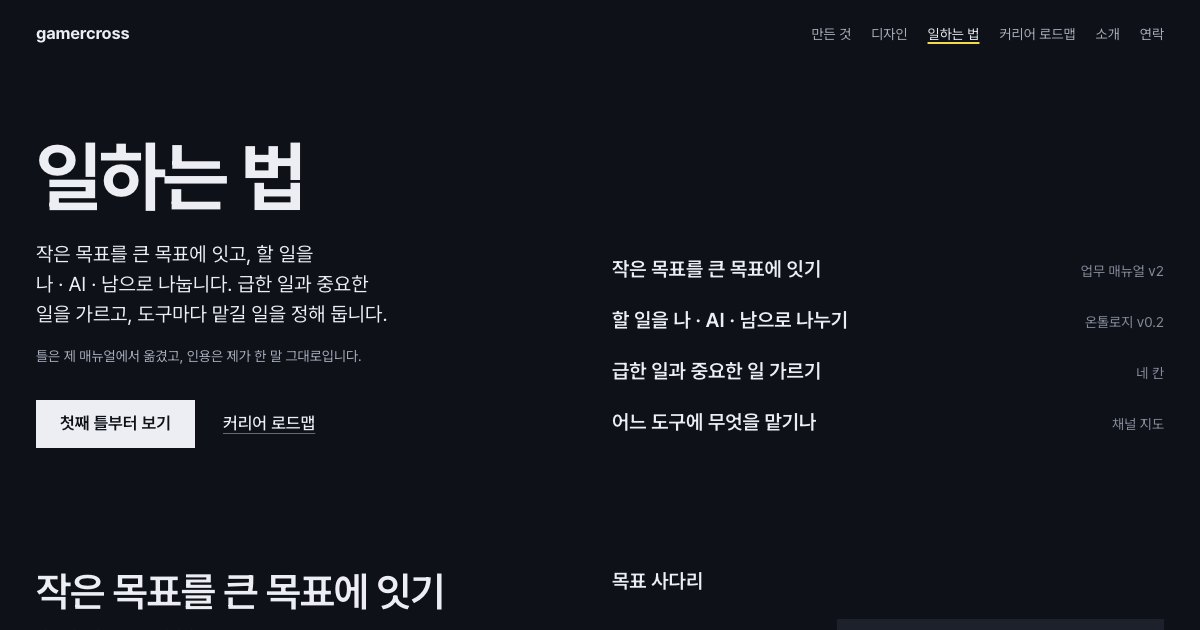 gamercross
만든 것 디자인 일하는 법 커리어 로드맵 소개 연락
일하는 법
작은 목표를 큰 목표에 잇고, 할 일을
나 · AI · 남으로 나눕니다. 급한 일과 중요한
일을 가르고, 도구마다 맡길 일을 정해 둡니다.
틀은 제 매뉴얼에서 옮겼고, 인용은 제가 한 말 그대로입니다.
첫째 틀부터 보기
커리어 로드맵
작은 목표를 큰 목표에 잇기 업무 매뉴얼 v2
할 일을 나 · AI · 남으로 나누기 온톨로지 v0.2
급한 일과 중요한 일 가르기 네 칸
어느 도구에 무엇을 맡기나 채널 지도
작은 목표를 큰 목표에 잇기
목표 사다리